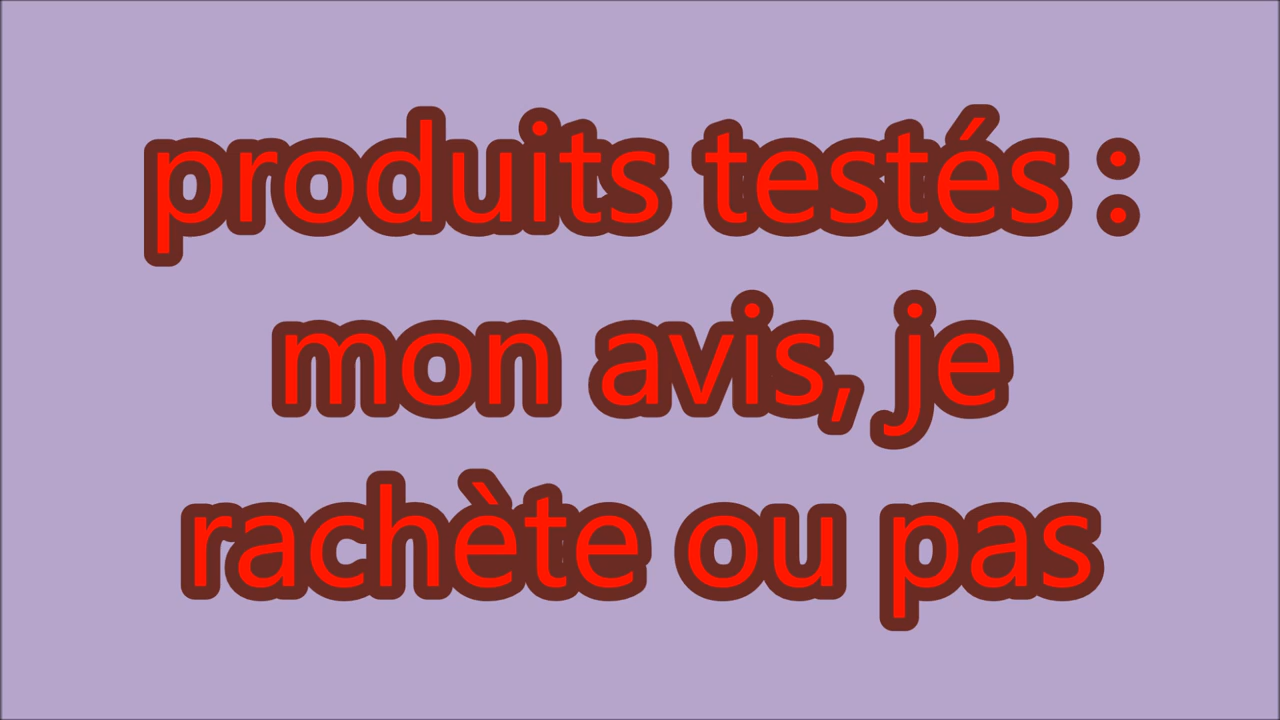 produits testés :
mon avis, je
rachète ou pas